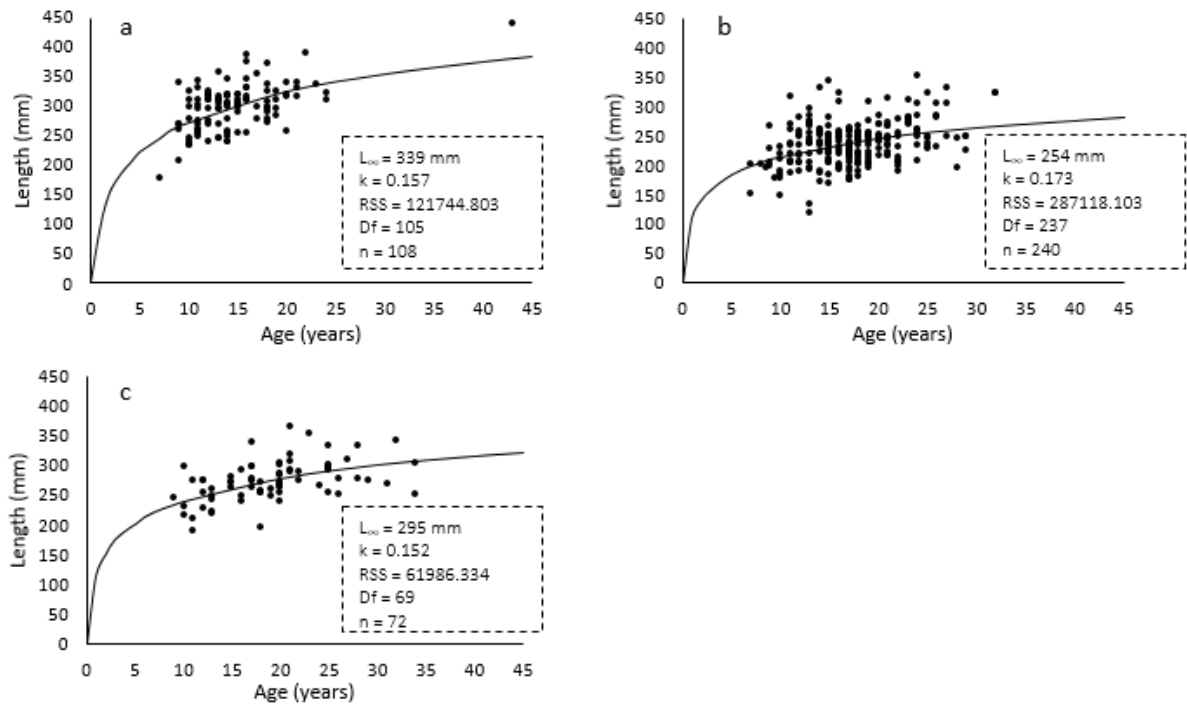 a
450
400
350
300
250
200
150
100
50
0
Length (mm)
0 5 10 15 20 25 30 35 40 45
Age (years)
L∞ = 339 mm
k = 0.157
RSS = 121744.803
Df = 105
n = 108
b
450
400
350
300
250
200
150
100
50
0
Length (mm)
0 5 10 15 20 25 30 35 40 45
Age (years)
L∞ = 254 mm
k = 0.173
RSS = 287118.103
Df = 237
n = 240
c
450
400
350
300
250
200
150
100
50
0
Length (mm)
0 5 10 15 20 25 30 35 40 45
Age (years)
L∞ = 295 mm
k = 0.152
RSS = 61986.334
Df = 69
n = 72